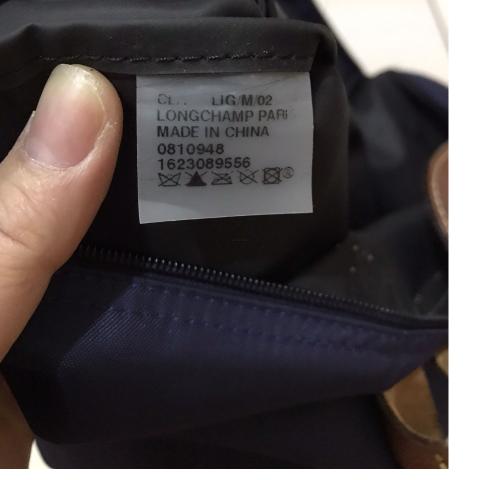 LIG/M/02
LONGCHAMP PARI
MADE IN CHINA
0810948
1623089556